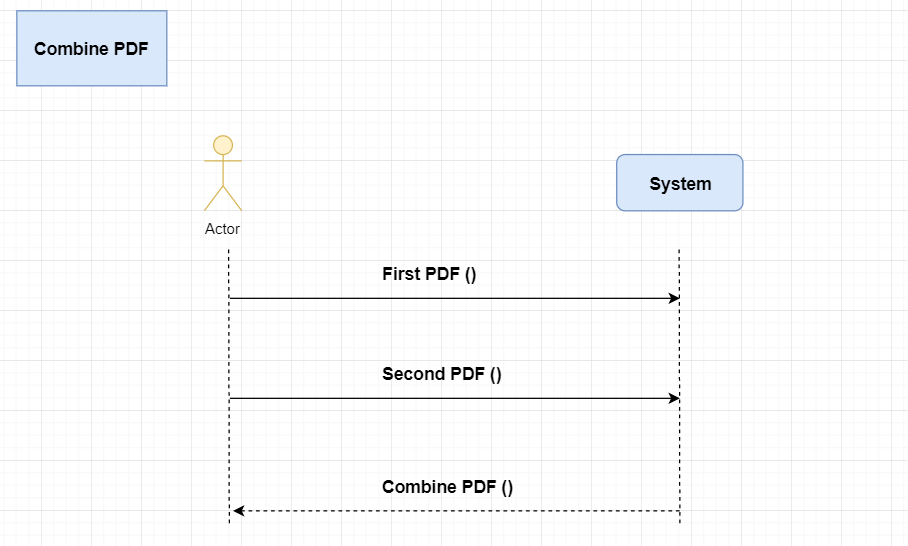 Combine PDF
System
Actor
First PDF ()
Second PDF ()
Combine PDF ()